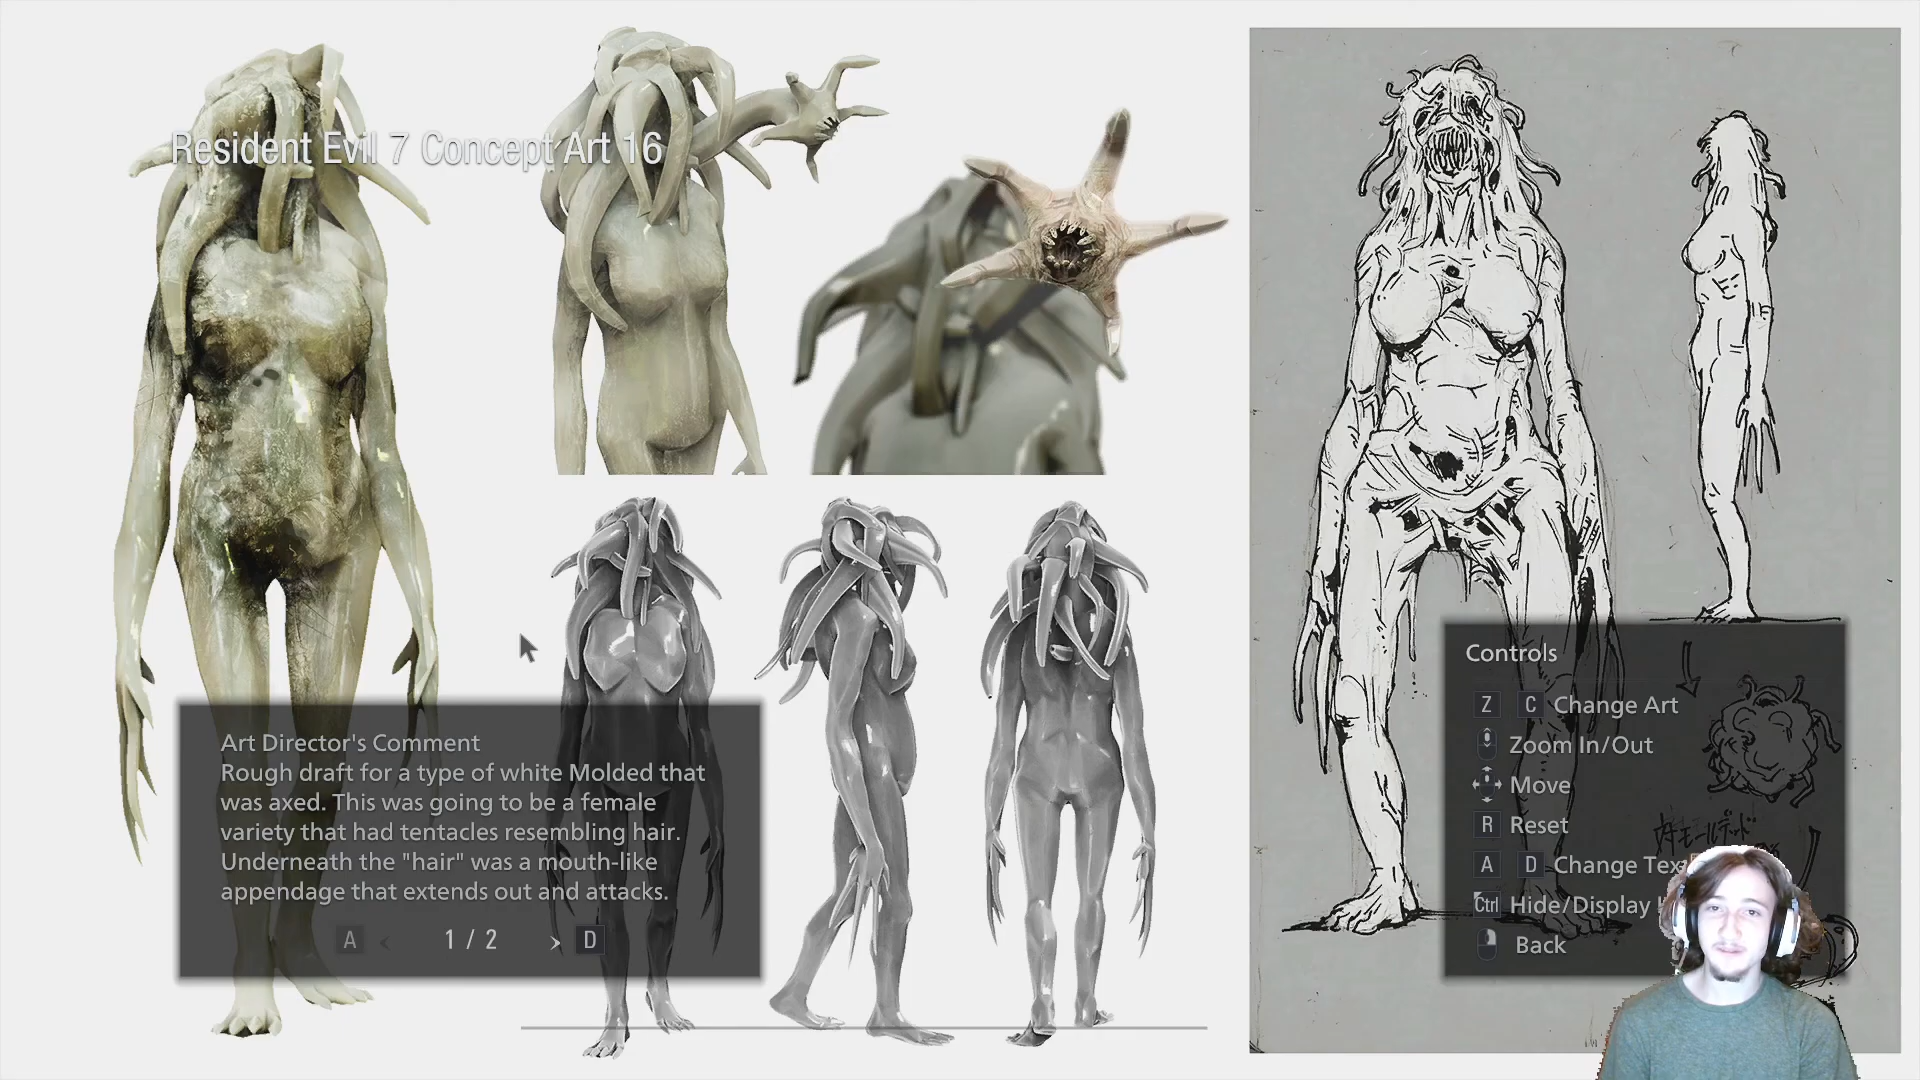 Resident Evil 7 Concept Art 16
Art Director's Comment
Rough draft for a type of white Molded that
was axed. This was going to be a female
variety that had tentacles resembling hair.
Underneath the "hair" was a mouth-like
appendage that extends out and attacks.
A < 1 / 2 > D
Controls
Z C Change Art
Zoom In/Out
Move
R Reset
A D Change Tex
Ctrl Hide/Display
Back